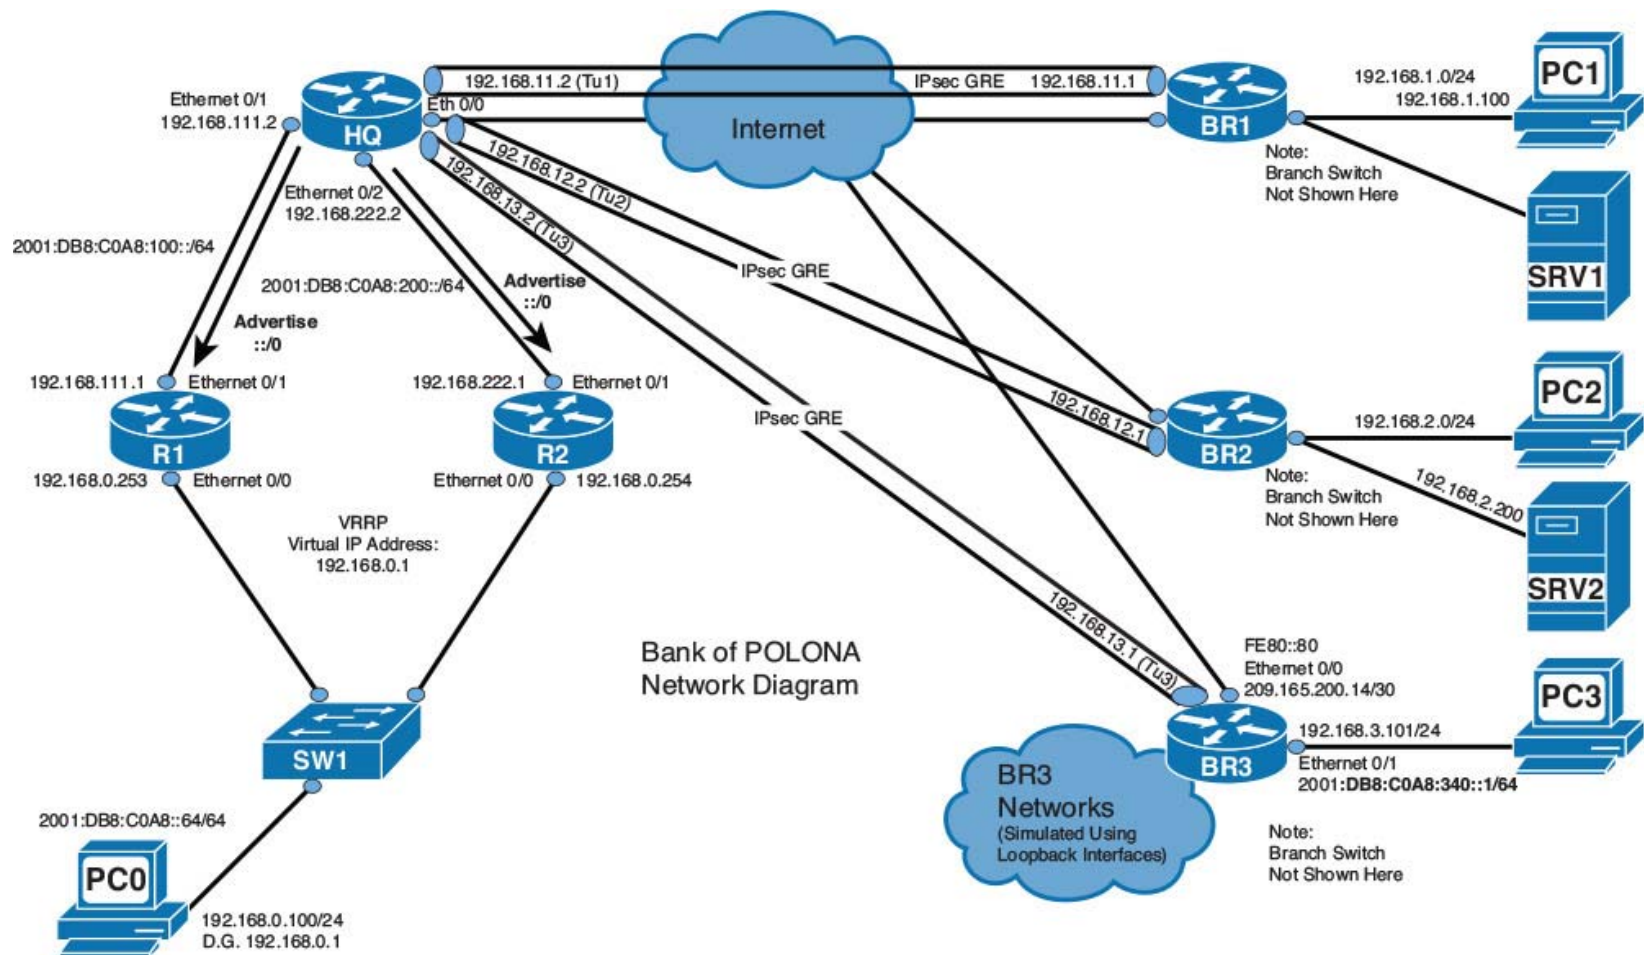 192.168.11.2 (Tu1)
IPsec GRE
192.168.11.1
Ethernet 0/1
192.168.111.2
HQ
Eth 0/0
Internet
BR1
192.168.1.0/24
192.168.1.100
PC1
Note:
Branch Switch
Not Shown Here
SRV1
192.168.12.2 (Tu2)
192.168.13.2 (Tu3)
Ethernet 0/2
192.168.222.2
2001:DB8:C0A8:100::/64
2001:DB8:C0A8:200::/64
Advertise
::/0
Advertise
::/0
IPsec GRE
IPsec GRE
192.168.111.1
Ethernet 0/1
192.168.222.1
Ethernet 0/1
R1
R2
192.168.0.253
Ethernet 0/0
Ethernet 0/0
192.168.0.254
VRRP
Virtual IP Address:
192.168.0.1
192.168.12.1
BR2
192.168.2.0/24
PC2
Note:
Branch Switch
Not Shown Here
192.168.2.200
SRV2
192.168.13.1 (Tu3)
Bank of POLONA
Network Diagram
FE80::80
Ethernet 0/0
209.165.200.14/30
BR3
192.168.3.101/24
PC3
Ethernet 0/1
2001:DB8:C0A8:340::1/64
BR3
Networks
(Simulated Using
Loopback Interfaces)
Note:
Branch Switch
Not Shown Here
SW1
2001:DB8:C0A8::64/64
PC0
192.168.0.100/24
D.G. 192.168.0.1